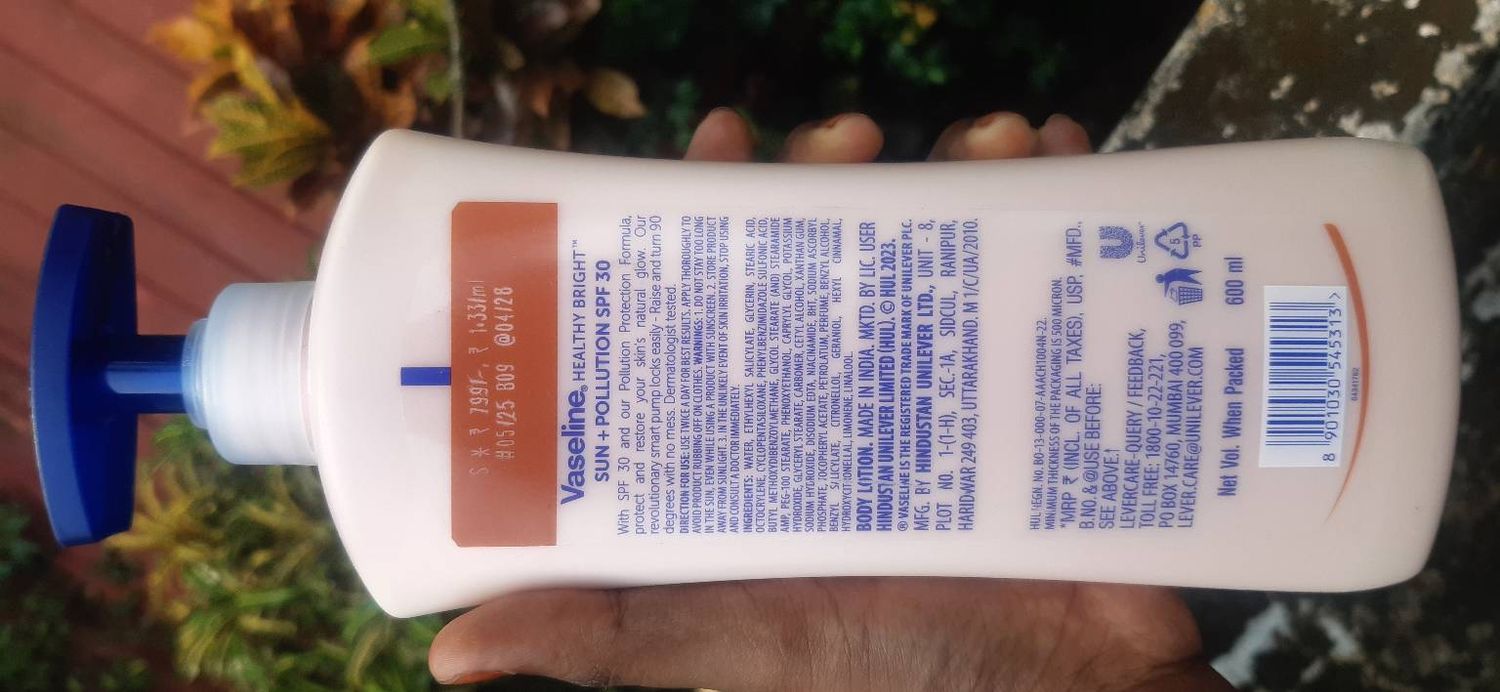 S * ₹ 799/-, ₹ 1.33/ml
#05/25 B09 @04/28
Vaseline® HEALTHY BRIGHT™
SUN + POLLUTION SPF 30
With SPF 30 and our Pollution Protection Formula,
protect and restore your skin's natural glow. Our
revolutionary smart pump locks easily - Raise and turn 90
degrees with no mess. Dermatologist tested.
DIRECTION FOR USE: USE TWICE A DAY FOR BEST RESULTS. APPLY THOROUGHLY TO
AVOID PRODUCT RUBBING OFF ON CLOTHES. WARNINGS: 1. DO NOT STAY TOO LONG
IN THE SUN, EVEN WHILE USING A PRODUCT WITH SUNSCREEN. 2. STORE PRODUCT
AWAY FROM SUNLIGHT. 3. IN THE UNLIKELY EVENT OF SKIN IRRITATION, STOP USING
AND CONSULT A DOCTOR IMMEDIATELY.
INGREDIENTS: WATER, ETHYLHEXYL SALICYLATE, GLYCERIN, STEARIC ACID,
OCTOCRYLENE, CYCLOPENTASILOXANE, PHENYLBENZIMIDAZOLE SULFONIC ACID,
BUTYL METHOXYDIBENZOYLMETHANE, GLYCOL STEARATE (AND) STEARAMIDE
AMP, PEG-100 STEARATE, PHENOXYETHANOL, CAPRYLYL GLYCOL, POTASSIUM
HYDROXIDE, GLYCERYL STEARATE, CARBOMER, CETYL ALCOHOL, XANTHAN GUM,
SODIUM HYDROXIDE, DISODIUM EDTA, NIACINAMIDE, BHT, SODIUM ASCORBYL
PHOSPHATE, TOCOPHERYL ACETATE, PETROLATUM, PERFUME, BENZYL ALCOHOL,
BENZYL SALICYLATE, CITRONELLOL, GERANIOL, HEXYL CINNAMAL,
HYDROXYCITRONELLAL, LIMONENE, LINALOOL.
BODY LOTION. MADE IN INDIA. MKTD. BY LIC. USER
HINDUSTAN UNILEVER LIMITED (HUL). © HUL 2023.
® VASELINE IS THE REGISTERED TRADE MARK OF UNILEVER PLC.
MFG. BY HINDUSTAN UNILEVER LTD., UNIT - 8,
PLOT NO. 1-(1-H), SEC.-1A, SIDCUL, RANIPUR,
HARIDWAR 249 403, UTTARAKHAND. M 1/C/UA/2010.
HUL-REGN. No. BO-13-000-07-AAACH1004N-22.
MINIMUM THICKNESS OF THE PACKAGING IS 500 MICRON.
*MRP ₹ (INCL. OF ALL TAXES), USP, #MFD.,
B.NO. & @USE BEFORE:
SEE ABOVE.↑
LEVERCARE-QUERY / FEEDBACK,
TOLL FREE: 1800-10-22-221,
PO BOX 14760, MUMBAI 400 099,
LEVER.CARE@UNILEVER.COM
Unilever
5
PP
Net Vol. When Packed 600 ml
8 901030 545313 >